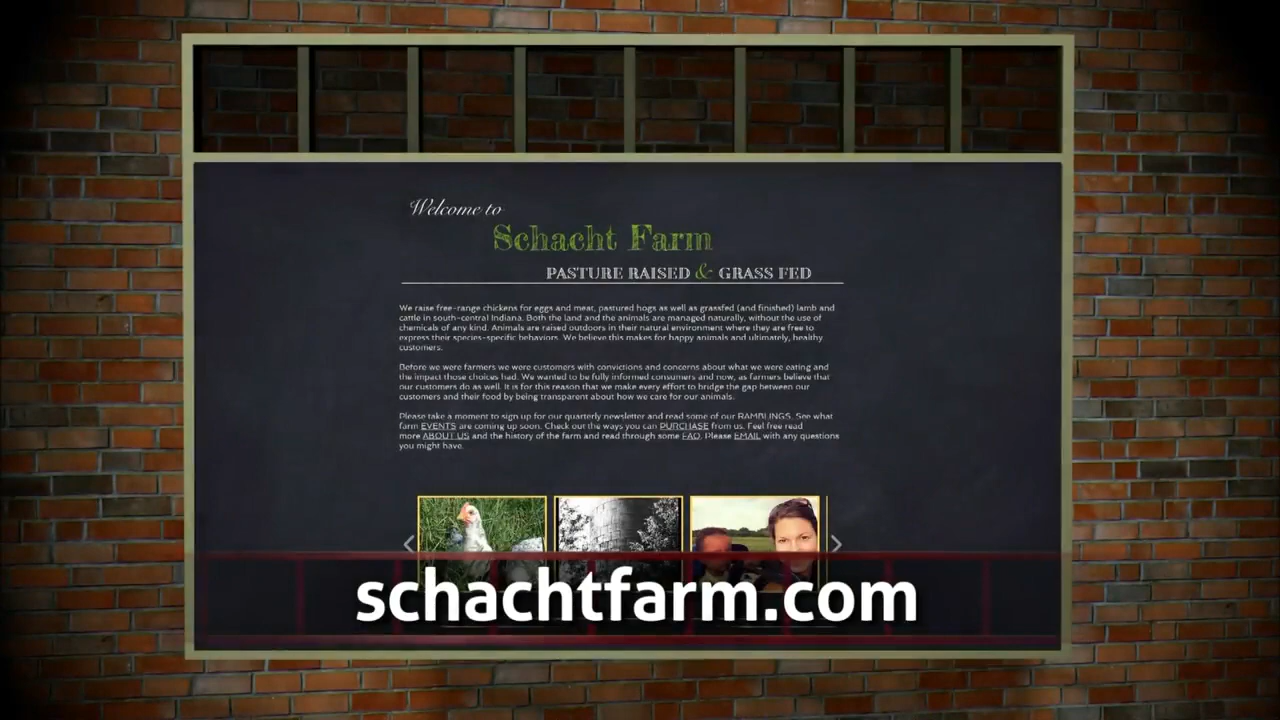 Welcome to
Schacht Farm
PASTURE RAISED & GRASS FED
We raise free-range chickens for eggs and meat, pastured hogs as well as grassfed (and finished) lamb and
cattle in south-central Indiana. Both the land and the animals are managed naturally, without the use of
chemicals of any kind. Animals are raised outdoors in their natural environment where they are free to
express their species-specific behaviors. We believe this makes for happy animals and ultimately, healthy
customers.
Before we were farmers we were customers with convictions and concerns about what we were eating and
the impact those choices had. We wanted to be fully informed consumers and now, as farmers believe that
our customers do as well. It is for this reason that we make every effort to bridge the gap between our
customers and their food by being transparent about how we care for our animals.
Please take a moment to sign up for our quarterly newsletter and read some of our RAMBLINGS. See what
farm EVENTS are coming up soon. Check out the ways you can PURCHASE from us. Feel free read
more ABOUT US and the history of the farm and read through some FAQ. Please EMAIL with any questions
you might have.
schachtfarm.com